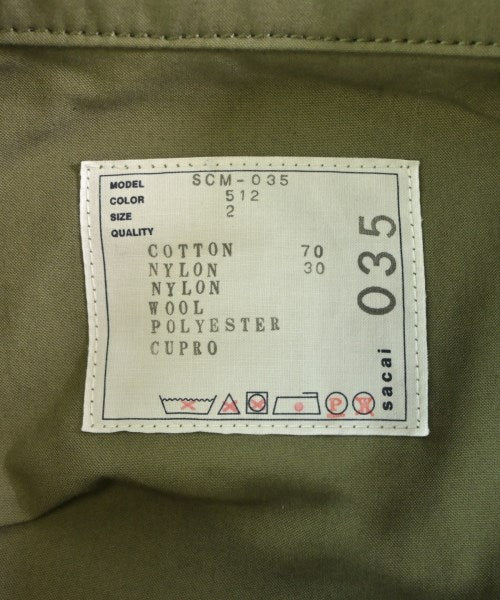 MODEL SCM-035
COLOR 512
SIZE 2
QUALITY
COTTON 70
NYLON 30
NYLON
WOOL
POLYESTER
CUPRO
035
sacai
P
W